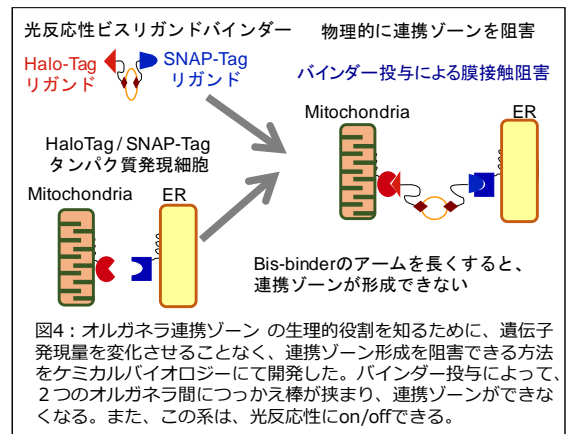 光反応性ビスリガンドバインダー
Halo-Tag
リガンド
SNAP-Tag
リガンド
HaloTag / SNAP-Tag
タンパク質発現細胞
Mitochondria
ER
物理的に連携ゾーンを阻害
バインダー投与による膜接触阻害
Mitochondria
ER
Bis-binderのアームを長くすると、
連携ゾーンが形成できない
図4：オルガネラ連携ゾーン の生理的役割を知るために、遺伝子
発現量を変化させることなく、連携ゾーン形成を阻害できる方法
をケミカルバイオロジーにて開発した。バインダー投与によって、
２つのオルガネラ間につっかえ棒が挟まり、連携ゾーンができな
くなる。また、この系は、光反応性にon/offできる。